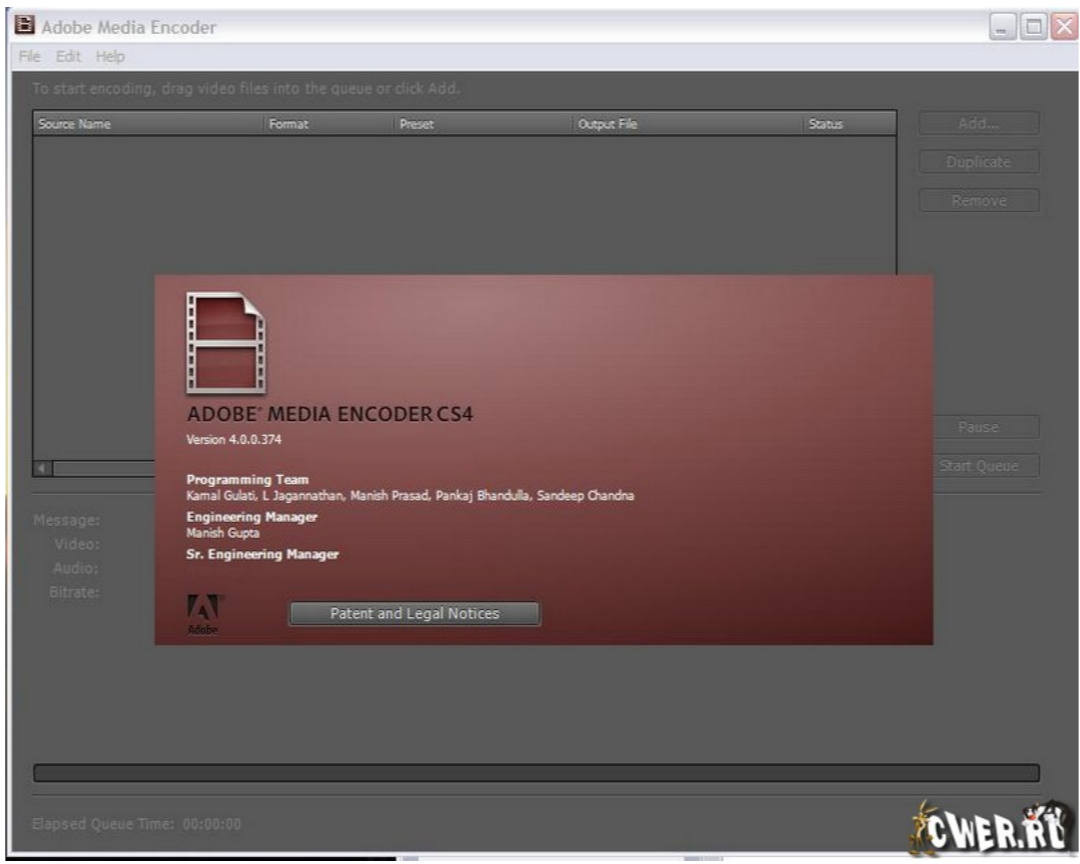 Adobe Media Encoder
File Edit Help
To start encoding, drag video files into the queue or click Add.
Source Name Format Preset Output File Status
Add...
Duplicate
Remove
ADOBE® MEDIA ENCODER CS4
Version 4.0.0.374
Programming Team
Kamal Gulati, L Jagannathan, Manish Prasad, Pankaj Bhandulla, Sandeep Chandna
Engineering Manager
Manish Gupta
Sr. Engineering Manager
Adobe
Patent and Legal Notices
Pause
Start Queue
Message:
Video:
Audio:
Bitrate:
Elapsed Queue Time: 00:00:00
CWER.RU